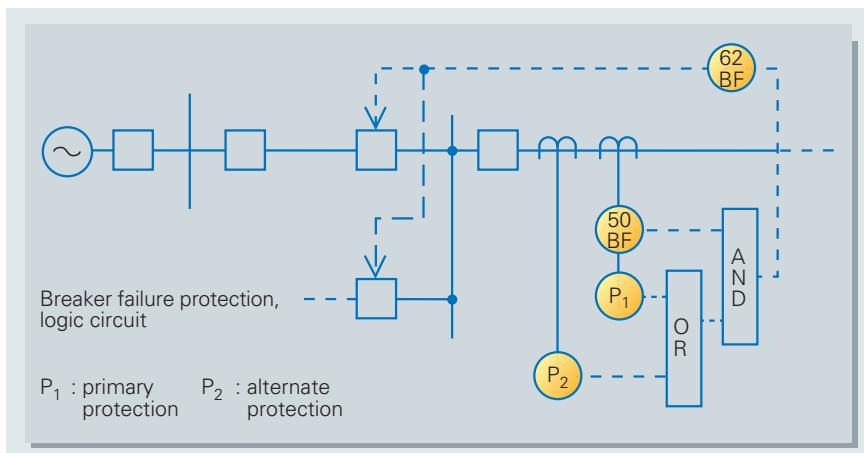 62
BF
50
BF
A
N
D
P1
O
R
P2
Breaker failure protection,
logic circuit
P1 : primary protection
P2 : alternate protection